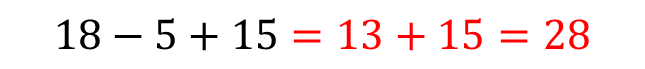 18 − 5 + 15 = 13 + 15 = 28